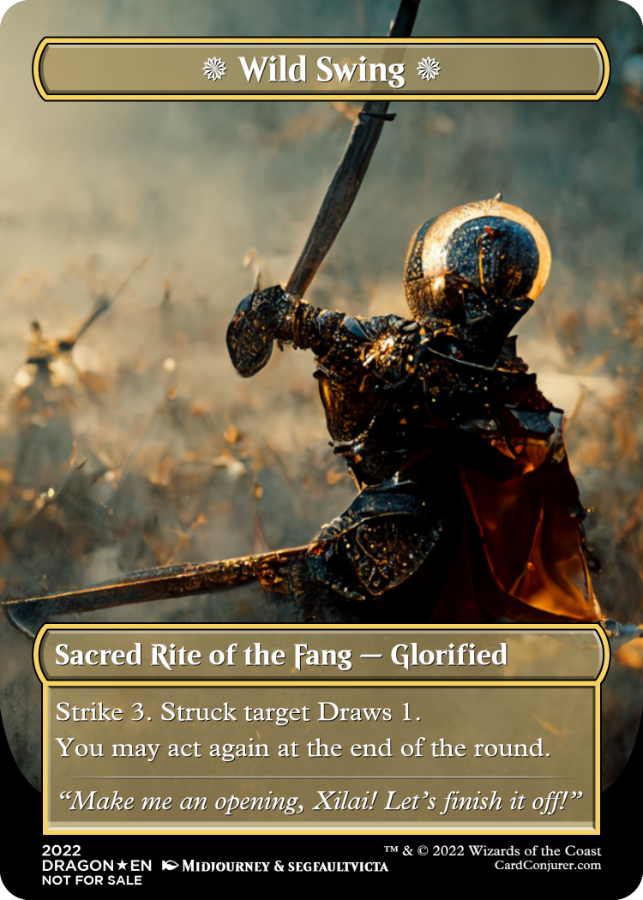 Wild Swing
Sacred Rite of the Fang — Glorified
Strike 3. Struck target Draws 1.
You may act again at the end of the round.
“Make me an opening, Xilai! Let’s finish it off!”
2022
DRAGON★EN Midjourney & segfaultvicta
NOT FOR SALE
™ & © 2022 Wizards of the Coast
CardConjurer.com